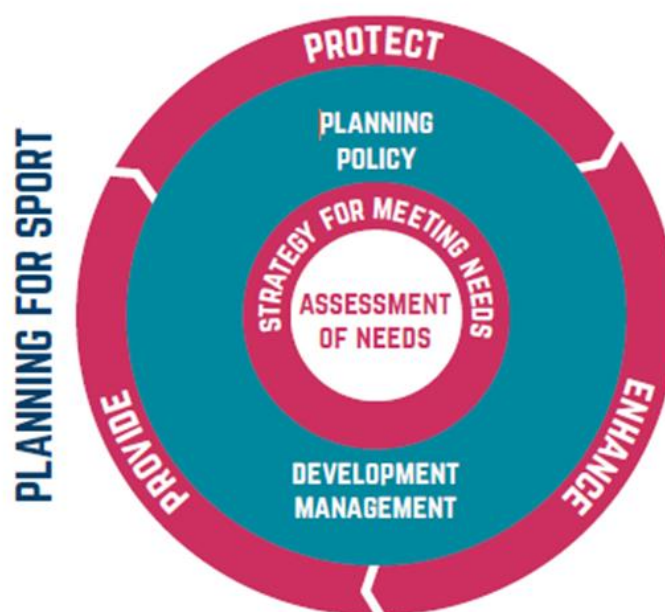 PLANNING FOR SPORT
PROTECT
PLANNING
POLICY
STRATEGY FOR MEETING NEEDS
ASSESSMENT
OF NEEDS
DEVELOPMENT
MANAGEMENT
PROVIDE
ENHANCE